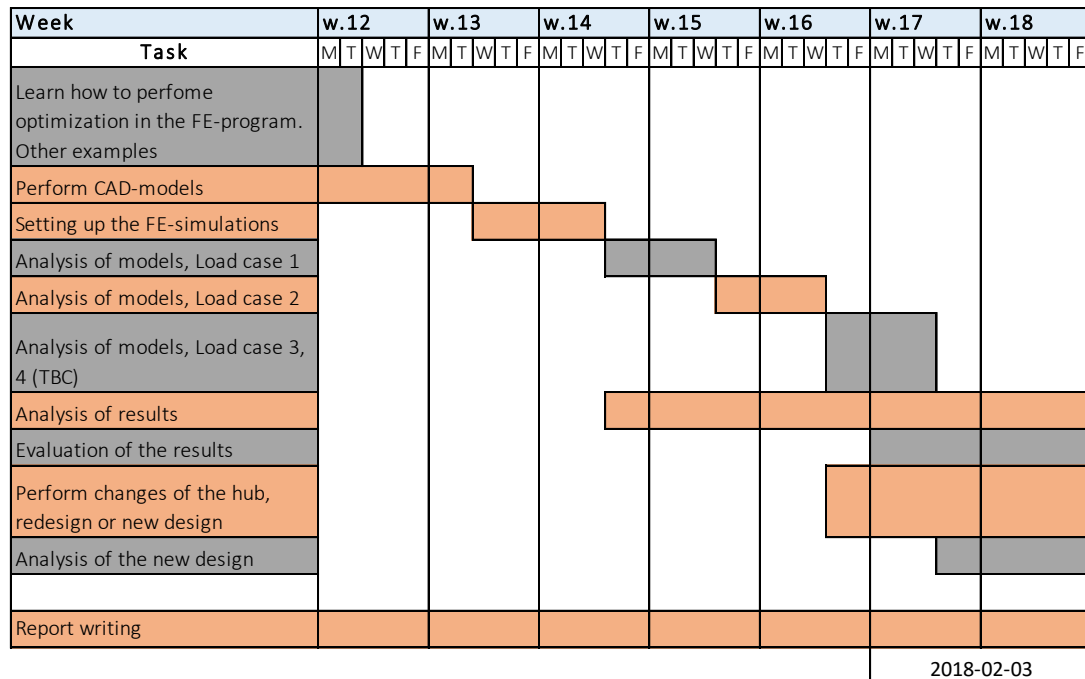 Week w.12 w.13 w.14 w.15 w.16 w.17 w.18
Task M T W T F M T W T F M T W T F M T W T F M T W T F M T W T F M T W T F
Learn how to perfome
optimization in the FE-program.
Other examples
Perform CAD-models
Setting up the FE-simulations
Analysis of models, Load case 1
Analysis of models, Load case 2
Analysis of models, Load case 3,
4 (TBC)
Analysis of results
Evaluation of the results
Perform changes of the hub,
redesign or new design
Analysis of the new design
Report writing
2018-02-03